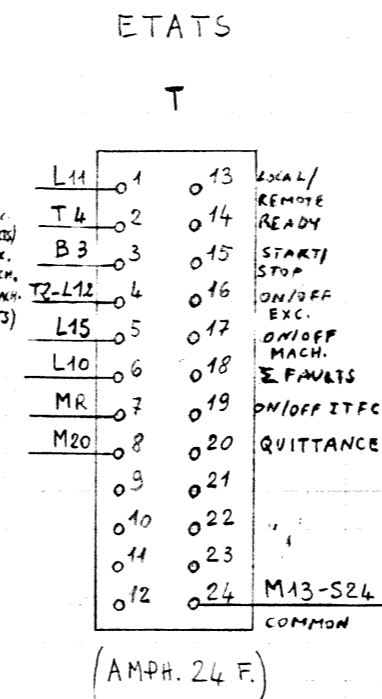 ETATS
T
L11 1 13 LOCAL/
REMOTE
T4 2 14 READY
B3 3 15 START/
STOP
T2-L12 4 16 ON/OFF
EXC.
L15 5 17 ON/OFF
MACH.
L10 6 18 Σ FAULTS
MR 7 19 ON/OFF ITFC
M20 8 20 QUITTANCE
9 21
10 22
11 23
12 24 M13-S24
COMMON
(AMPH. 24 F.)